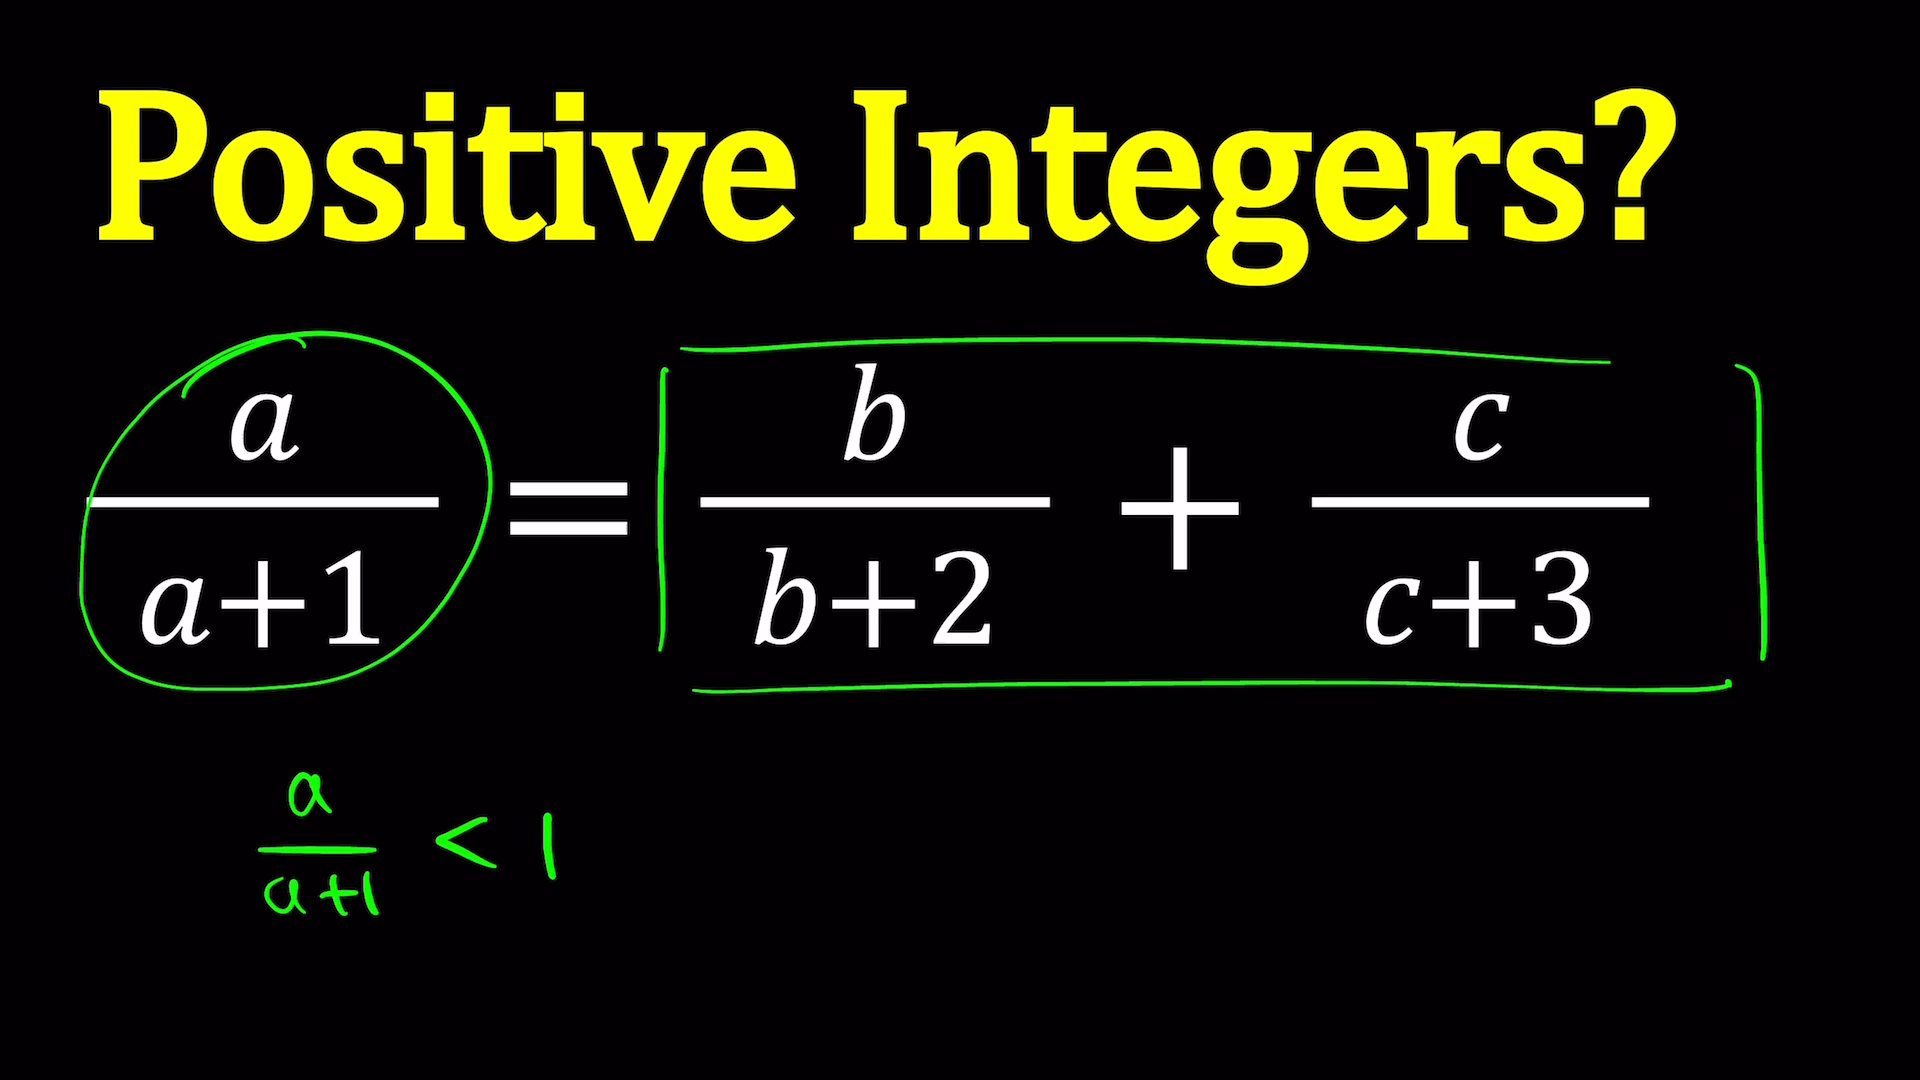 Positive Integers?
a/a+1 = b/b+2 + c/c+3
a/a+1 < 1